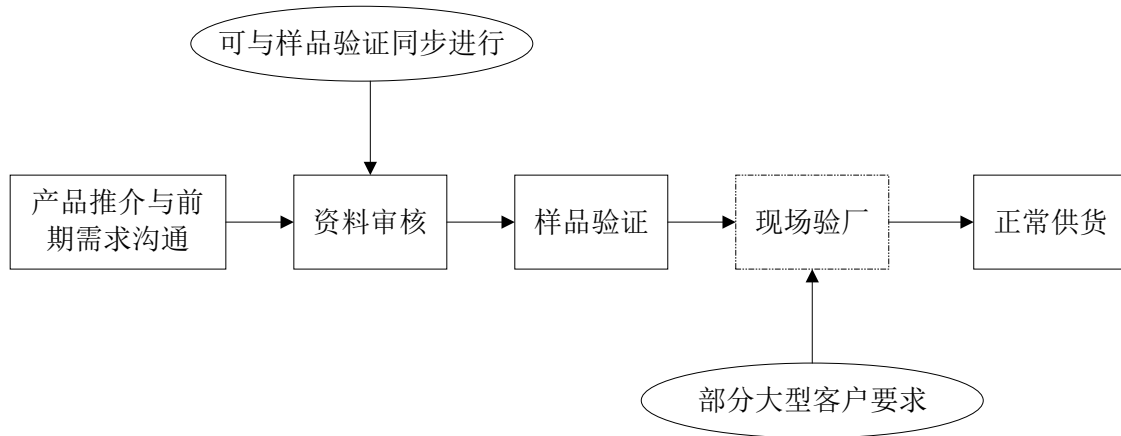 可与样品验证同步进行
产品推介与前
期需求沟通
资料审核
样品验证
现场验厂
正常供货
部分大型客户要求